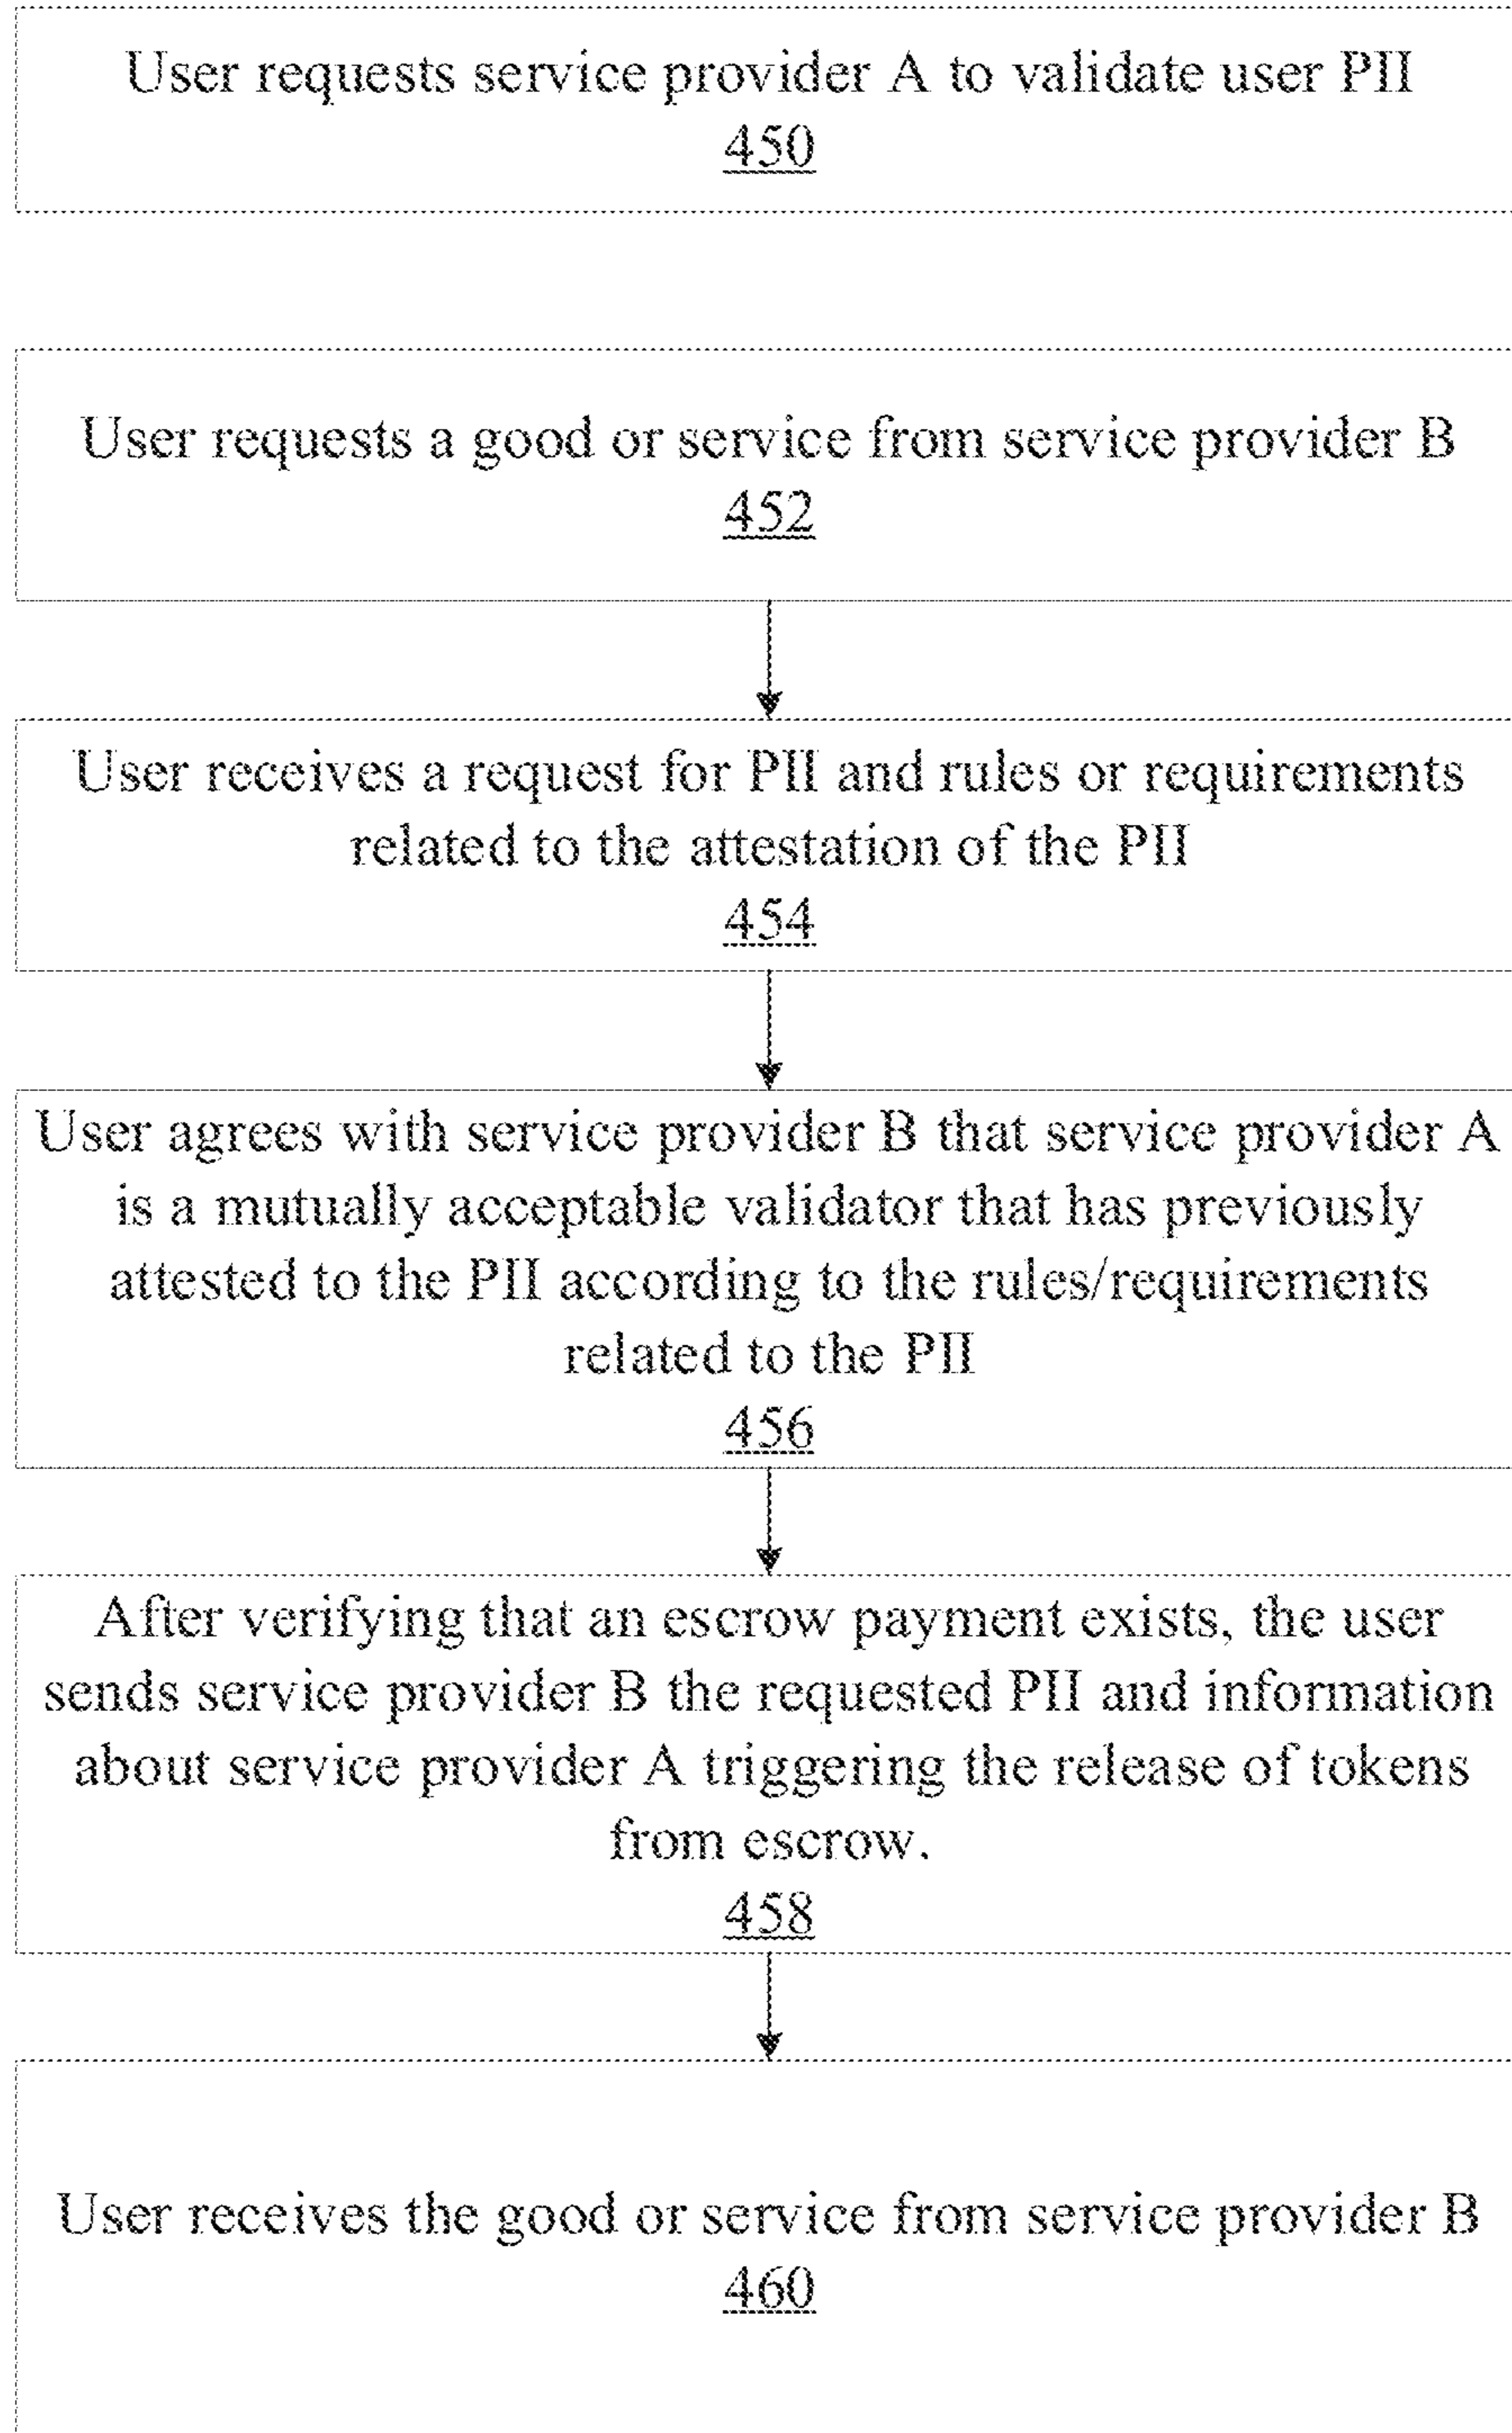 User requests service provider A to validate user PII
450
User requests a good or service from service provider B
452
User receives a request for PII and rules or requirements
related to the attestation of the PII
454
User agrees with service provider B that service provider A
is a mutually acceptable validator that has previously
attested to the PII according to the rules/requirements
related to the PII
456
After verifying that an escrow payment exists, the user
sends service provider B the requested PII and information
about service provider A triggering the release of tokens
from escrow.
458
User receives the good or service from service provider B
460